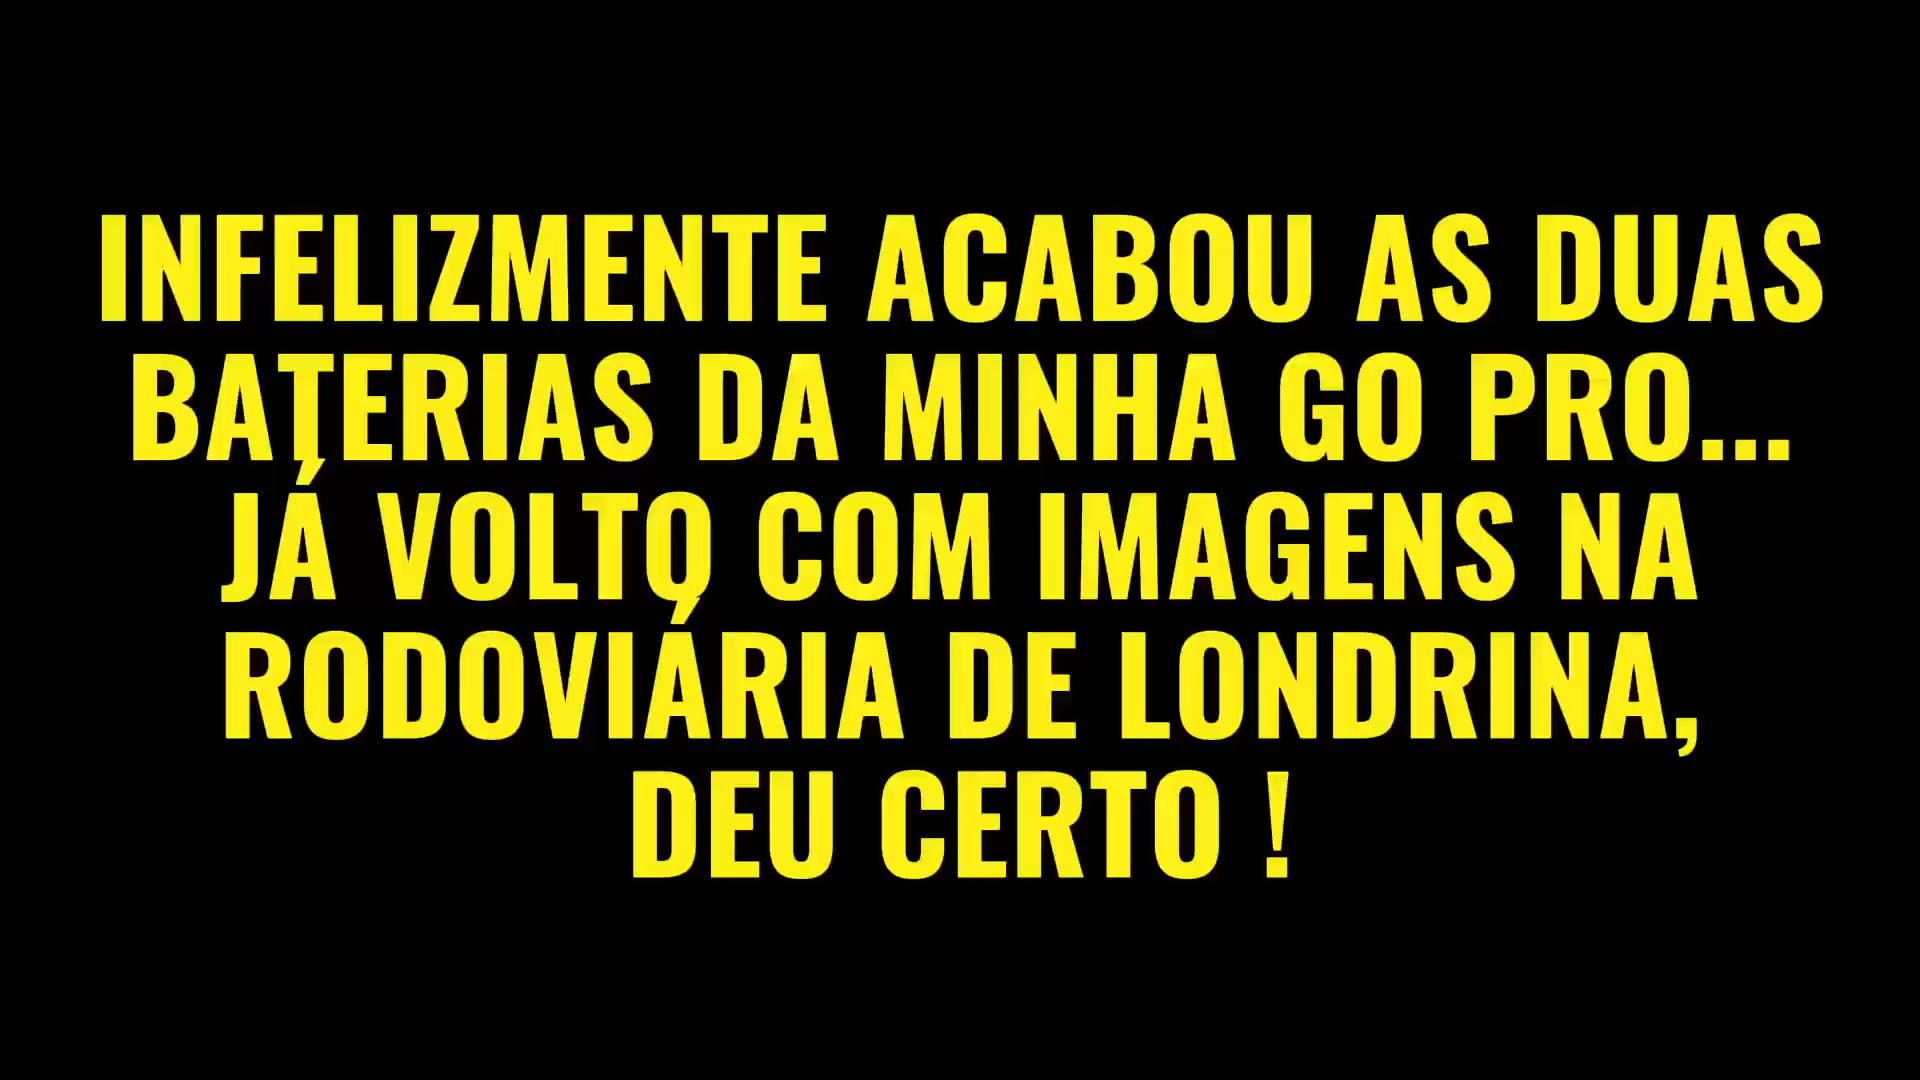 INFELIZMENTE ACABOU AS DUAS
BATERIAS DA MINHA GO PRO...
JÁ VOLTO COM IMAGENS NA
RODOVIÁRIA DE LONDRINA,
DEU CERTO !